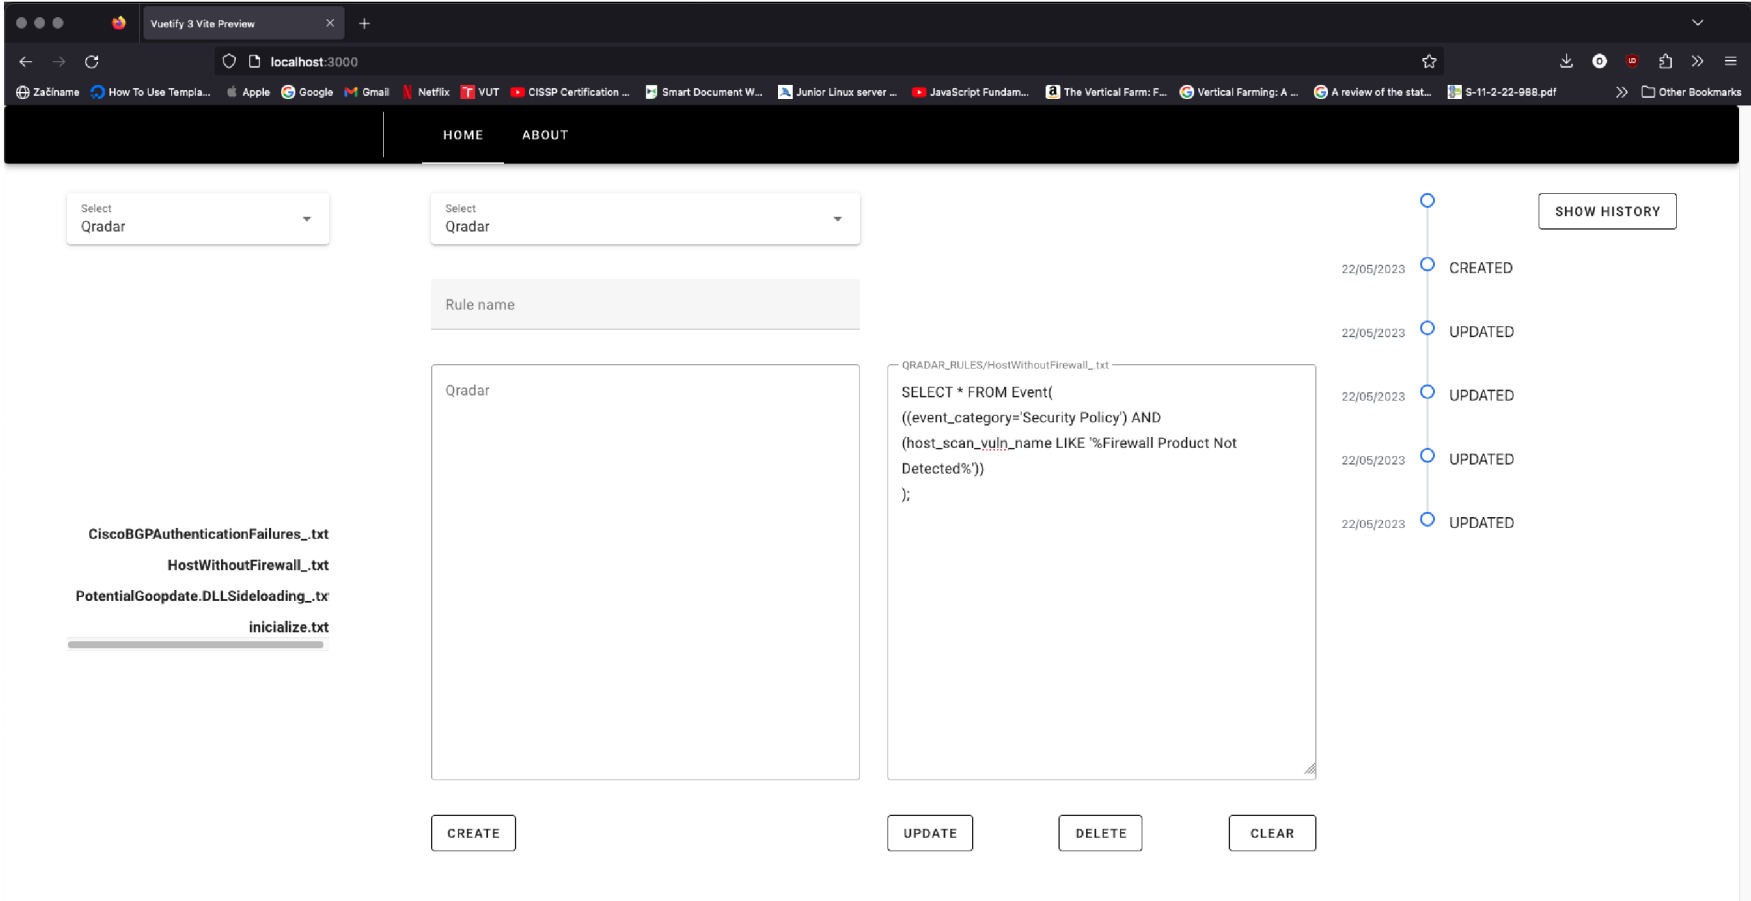 Vuetify 3 Vite Preview
localhost:3000
Začíname How To Use Templa... Apple Google Gmail Netflix VUT CISSP Certification ... Smart Document W... Junior Linux server ... JavaScript Fundam... The Vertical Farm: F... Vertical Farming: A ... A review of the stat... S-11-2-22-988.pdf Other Bookmarks
HOME ABOUT
Select
Qradar
Select
Qradar
SHOW HISTORY
Rule name
Qradar
QRADAR_RULES/HostWithoutFirewall_.txt
SELECT * FROM Event(
((event_category='Security Policy') AND
(host_scan_vuln_name LIKE '%Firewall Product Not
Detected%'))
);
22/05/2023 CREATED
22/05/2023 UPDATED
22/05/2023 UPDATED
22/05/2023 UPDATED
22/05/2023 UPDATED
CiscoBGPAuthenticationFailures_.txt
HostWithoutFirewall_.txt
PotentialGoopdate.DLLSideloading_.tx
inicialize.txt
CREATE
UPDATE DELETE CLEAR